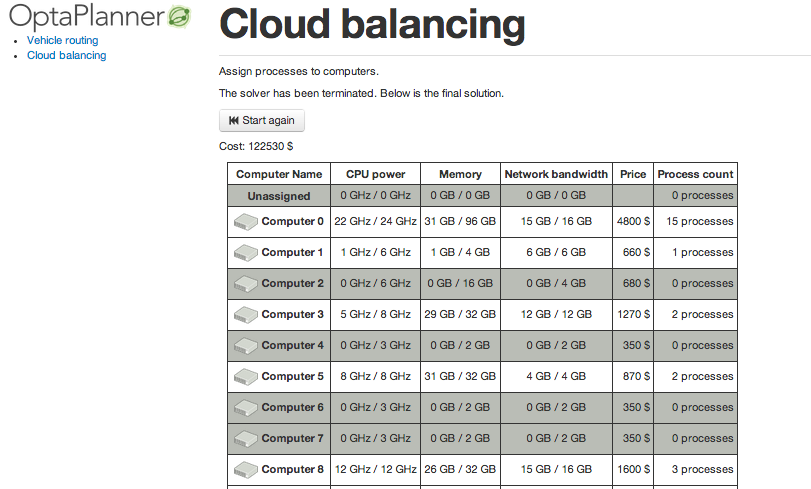 OptaPlanner
Vehicle routing
Cloud balancing
Cloud balancing
Assign processes to computers.
The solver has been terminated. Below is the final solution.
Start again
Cost: 122530 $
Computer Name CPU power Memory Network bandwidth Price Process count
Unassigned 0 GHz / 0 GHz 0 GB / 0 GB 0 GB / 0 GB 0 processes
Computer 0 22 GHz / 24 GHz 31 GB / 96 GB 15 GB / 16 GB 4800 $ 15 processes
Computer 1 1 GHz / 6 GHz 1 GB / 4 GB 6 GB / 6 GB 660 $ 1 processes
Computer 2 0 GHz / 6 GHz 0 GB / 16 GB 0 GB / 4 GB 680 $ 0 processes
Computer 3 5 GHz / 8 GHz 29 GB / 32 GB 12 GB / 12 GB 1270 $ 2 processes
Computer 4 0 GHz / 3 GHz 0 GB / 2 GB 0 GB / 2 GB 350 $ 0 processes
Computer 5 8 GHz / 8 GHz 31 GB / 32 GB 4 GB / 4 GB 870 $ 2 processes
Computer 6 0 GHz / 3 GHz 0 GB / 2 GB 0 GB / 2 GB 350 $ 0 processes
Computer 7 0 GHz / 3 GHz 0 GB / 2 GB 0 GB / 2 GB 350 $ 0 processes
Computer 8 12 GHz / 12 GHz 26 GB / 32 GB 15 GB / 16 GB 1600 $ 3 processes